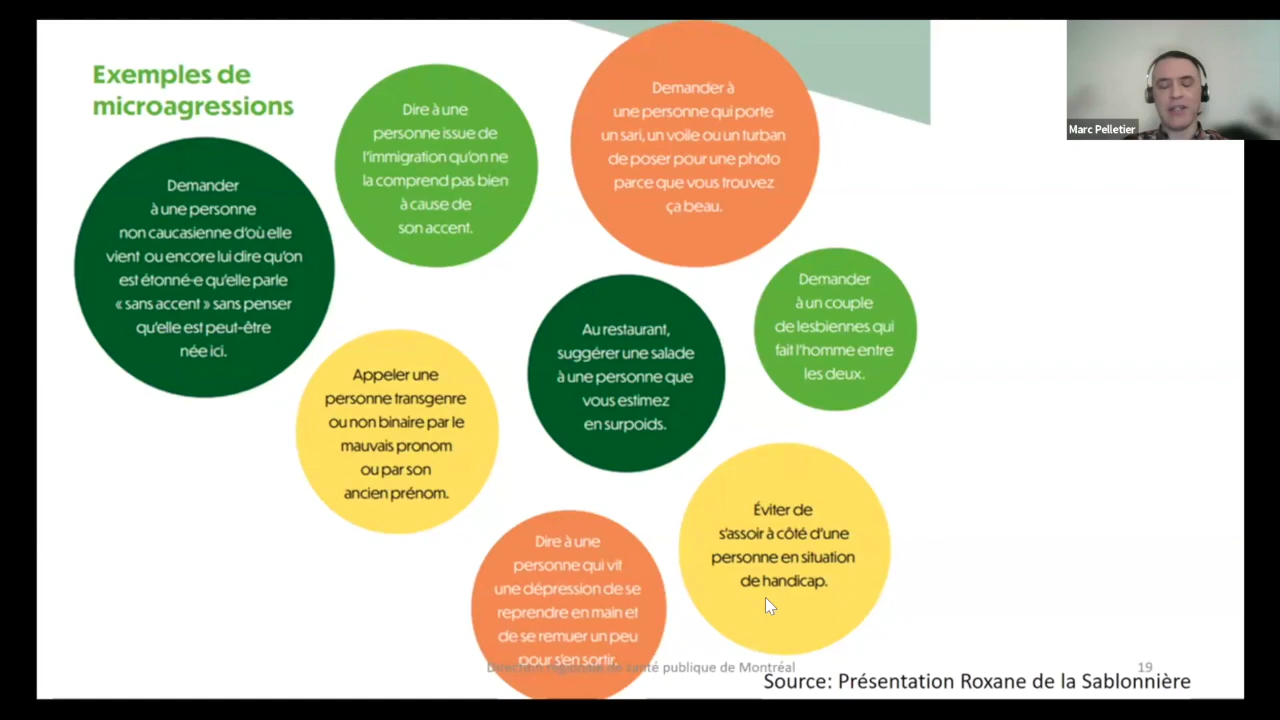 Exemples de
microagressions
Demander
à une personne
non caucasienne d'où elle
vient ou encore lui dire qu'on
est étonné·e qu'elle parle
« sans accent » sans penser
qu'elle est peut-être
née ici.
Dire à une
personne issue de
l'immigration qu'on ne
la comprend pas bien
à cause de
son accent.
Demander à
une personne qui porte
un sari, un voile ou un turban
de poser pour une photo
parce que vous trouvez
ça beau.
Marc Pelletier
Appeler une
personne transgenre
ou non binaire par le
mauvais pronom
ou par son
ancien prénom.
Au restaurant,
suggérer une salade
à une personne que
vous estimez
en surpoids.
Demander
à un couple
de lesbiennes qui
fait l'homme entre
les deux.
Dire à une
personne qui vit
une dépression de se
reprendre en main et
de se remuer un peu
pour s'en sortir.
Éviter de
s'assoir à côté d'une
personne en situation
de handicap.
Direction régionale de santé publique de Montréal
19
Source: Présentation Roxane de la Sablonnière